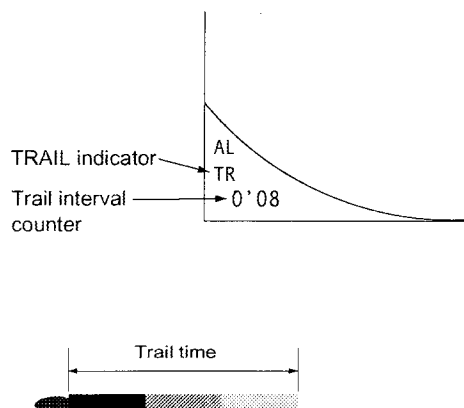 AL
TRAIL indicator
TR
Trail interval
counter
0'08
Trail time